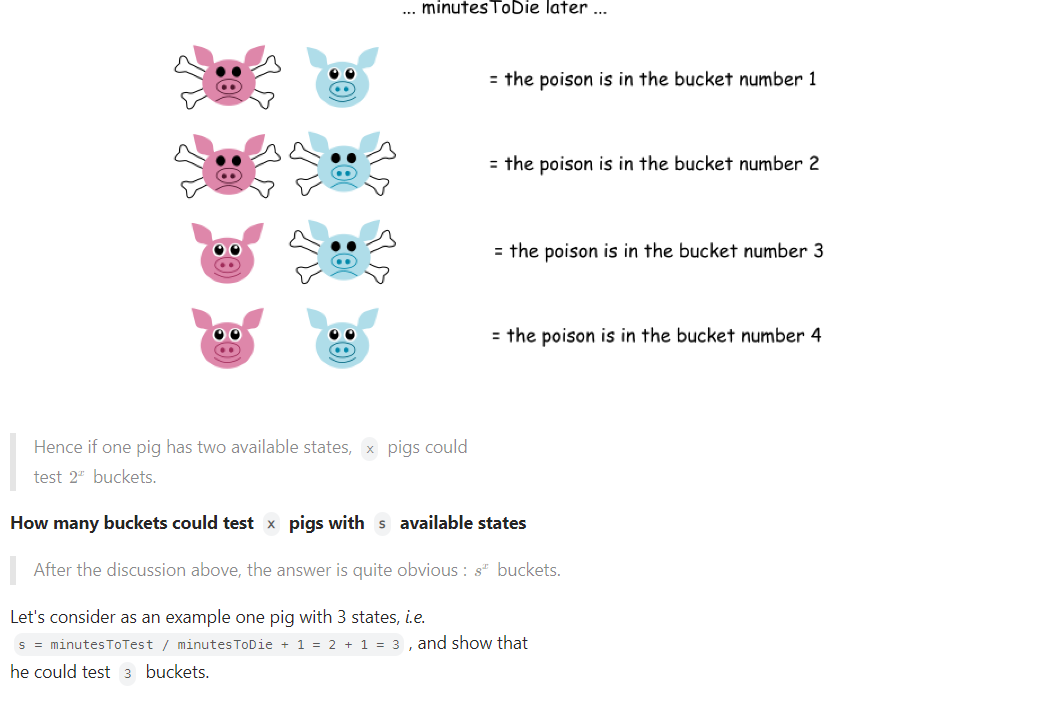 ... minutesToDie later ...
= the poison is in the bucket number 1
= the poison is in the bucket number 2
= the poison is in the bucket number 3
= the poison is in the bucket number 4
Hence if one pig has two available states, x pigs could
test 2^x buckets.
How many buckets could test x pigs with s available states
After the discussion above, the answer is quite obvious : s^x buckets.
Let's consider as an example one pig with 3 states, i.e.
s = minutesToTest / minutesToDie + 1 = 2 + 1 = 3 , and show that
he could test 3 buckets.